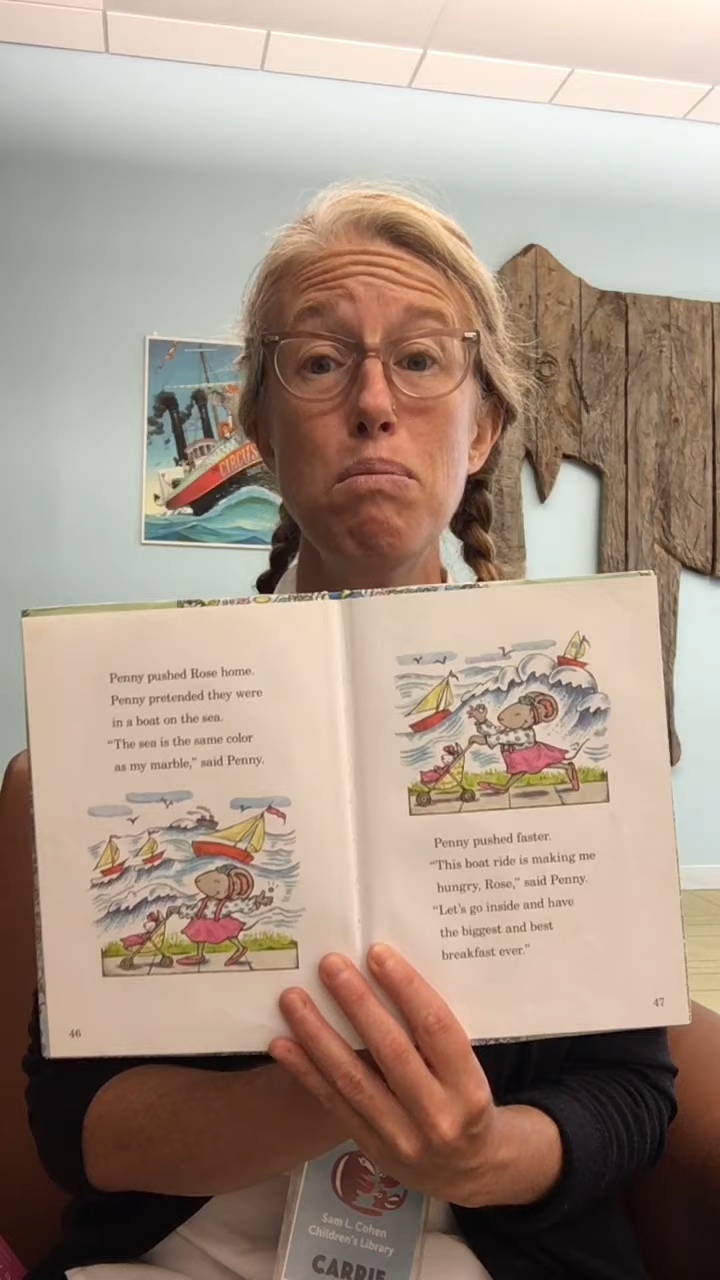 CIRCUS
Penny pushed Rose home.
Penny pretended they were
in a boat on the sea.
"The sea is the same color
as my marble," said Penny.
46
Penny pushed faster.
"This boat ride is making me
hungry, Rose," said Penny.
"Let's go inside and have
the biggest and best
breakfast ever."
47
Sam L. Cohen
Children's Library
CARRIE